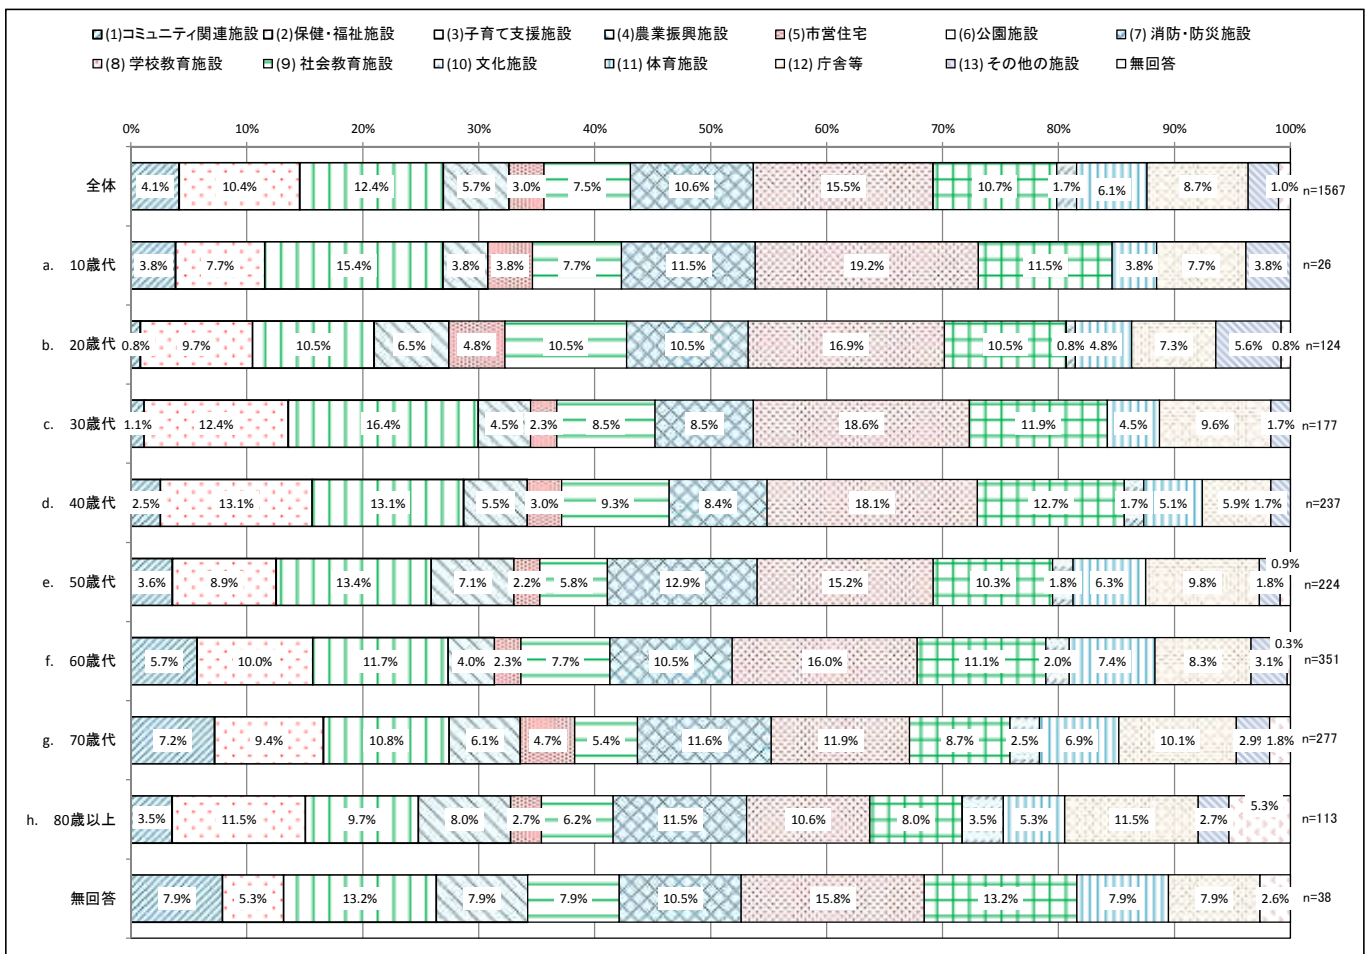 (1)コミュニティ関連施設 (2)保健・福祉施設 (3)子育て支援施設 (4)農業振興施設 (5)市営住宅 (6)公園施設 (7) 消防・防災施設
(8) 学校教育施設 (9) 社会教育施設 (10) 文化施設 (11) 体育施設 (12) 庁舎等 (13) その他の施設 無回答
0% 10% 20% 30% 40% 50% 60% 70% 80% 90% 100%
全体 4.1% 10.4% 12.4% 5.7% 3.0% 7.5% 10.6% 15.5% 10.7% 1.7% 6.1% 8.7% 1.0% n=1567
a. 10歳代 3.8% 7.7% 15.4% 3.8% 3.8% 7.7% 11.5% 19.2% 11.5% 3.8% 7.7% 3.8% n=26
b. 20歳代 0.8% 9.7% 10.5% 6.5% 4.8% 10.5% 10.5% 16.9% 10.5% 0.8% 4.8% 7.3% 5.6% 0.8% n=124
c. 30歳代 1.1% 12.4% 16.4% 4.5% 2.3% 8.5% 8.5% 18.6% 11.9% 4.5% 9.6% 1.7% n=177
d. 40歳代 2.5% 13.1% 13.1% 5.5% 3.0% 9.3% 8.4% 18.1% 12.7% 1.7% 5.1% 5.9% 1.7% n=237
e. 50歳代 3.6% 8.9% 13.4% 7.1% 2.2% 5.8% 12.9% 15.2% 10.3% 1.8% 6.3% 9.8% 1.8% 0.9% n=224
f. 60歳代 5.7% 10.0% 11.7% 4.0% 2.3% 7.7% 10.5% 16.0% 11.1% 2.0% 7.4% 8.3% 3.1% 0.3% n=351
g. 70歳代 7.2% 9.4% 10.8% 6.1% 4.7% 5.4% 11.6% 11.9% 8.7% 2.5% 6.9% 10.1% 2.9% 1.8% n=277
h. 80歳以上 3.5% 11.5% 9.7% 8.0% 2.7% 6.2% 11.5% 10.6% 8.0% 3.5% 5.3% 11.5% 2.7% 5.3% n=113
無回答 7.9% 5.3% 13.2% 7.9% 7.9% 10.5% 15.8% 13.2% 7.9% 7.9% 2.6% n=38